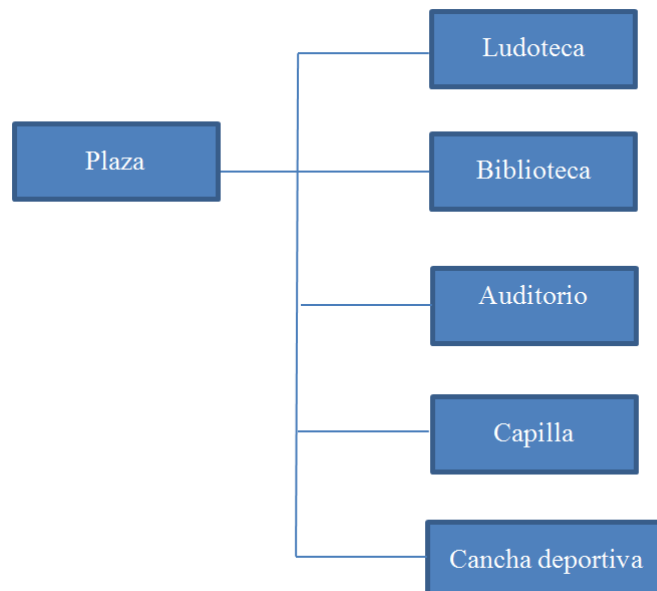 Ludoteca
Plaza
Biblioteca
Auditorio
Capilla
Cancha deportiva